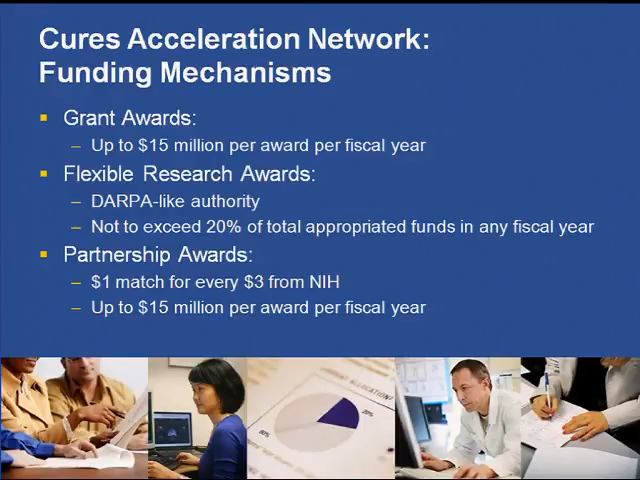 Cures Acceleration Network:
Funding Mechanisms
Grant Awards:
– Up to $15 million per award per fiscal year
Flexible Research Awards:
– DARPA-like authority
– Not to exceed 20% of total appropriated funds in any fiscal year
Partnership Awards:
– $1 match for every $3 from NIH
– Up to $15 million per award per fiscal year